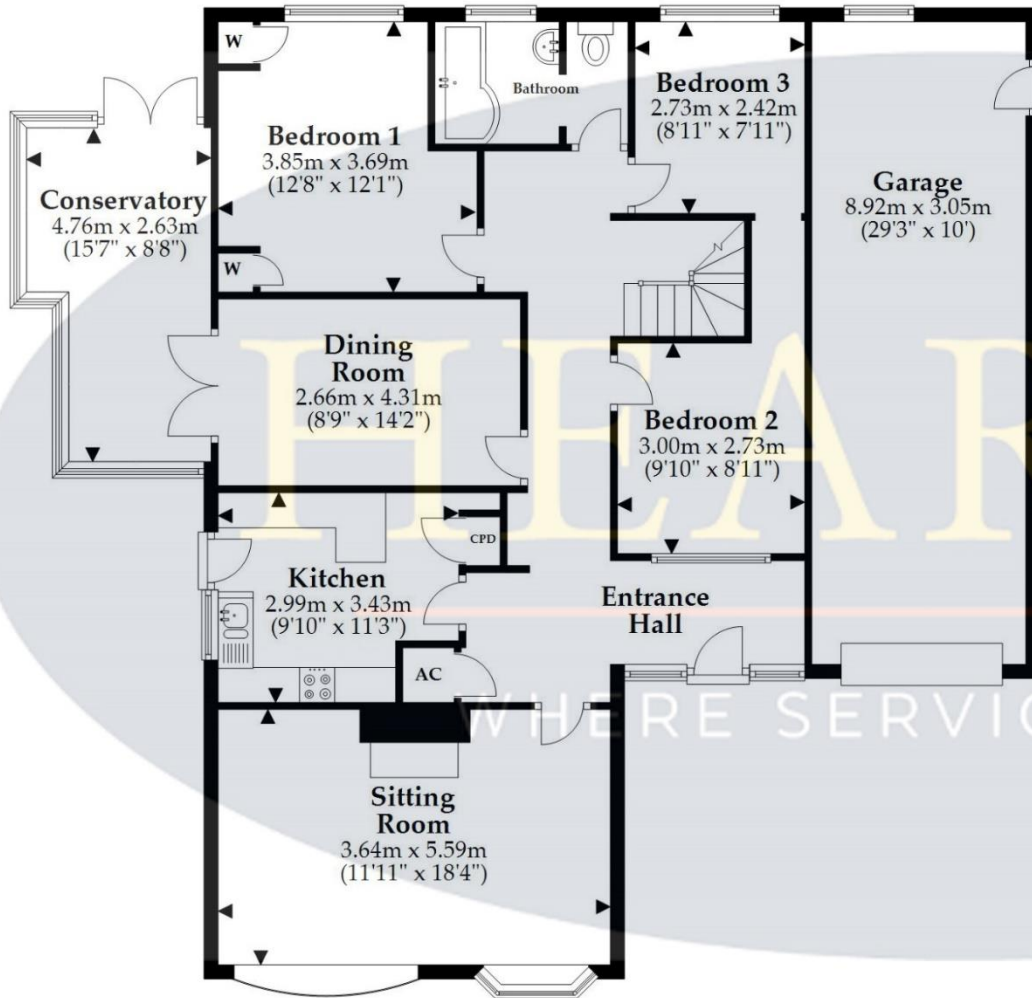 W
Bedroom 1
3.85m x 3.69m
(12'8" x 12'1")
W
Bathroom
Bedroom 3
2.73m x 2.42m
(8'11" x 7'11")
Garage
8.92m x 3.05m
(29'3" x 10')
Conservatory
4.76m x 2.63m
(15'7" x 8'8")
Dining
Room
2.66m x 4.31m
(8'9" x 14'2")
Bedroom 2
3.00m x 2.73m
(9'10" x 8'11")
CPD
Kitchen
2.99m x 3.43m
(9'10" x 11'3")
AC
Entrance
Hall
Sitting
Room
3.64m x 5.59m
(11'11" x 18'4")
HEAR
WHERE SERVIC